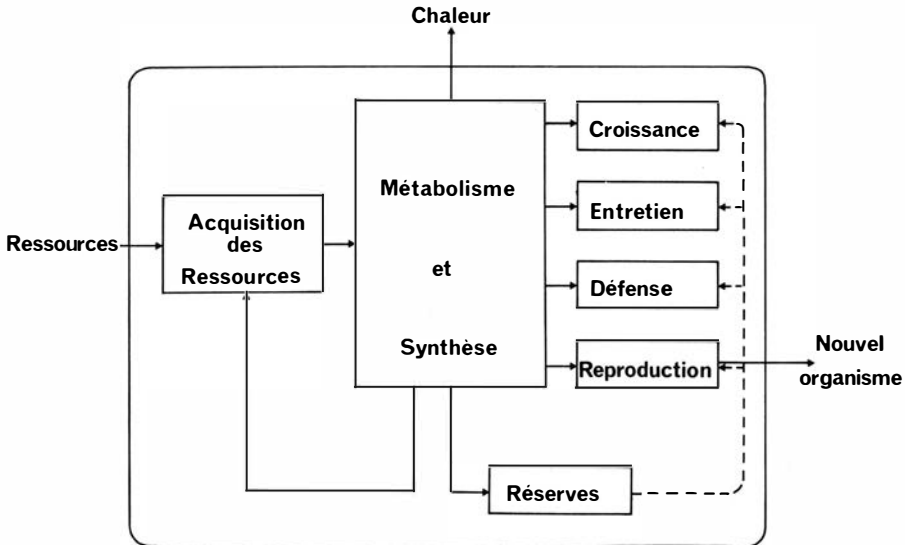 Chaleur
Croissance
Métabolisme
Entretien
Acquisition
des
Ressources
Ressources
et
Défense
Synthèse
Reproduction
Nouvel
organisme
Réserves